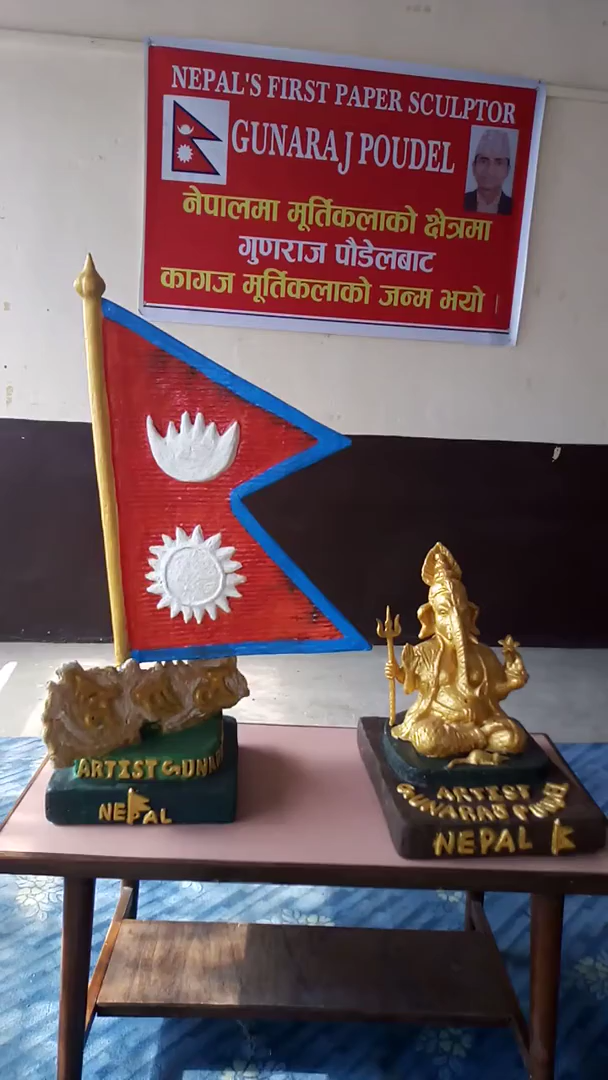 NEPAL'S FIRST PAPER SCULPTOR
GUNARAJ POUDEL
नेपालमा मूर्तिकलाको क्षेत्रमा
गुणराज पौडेलबाट
कागज मूर्तिकलाको जन्म भयो |
ARTIST GUNA
NEPAL
ARTIST
GUNARAG POUDEL
NEPAL